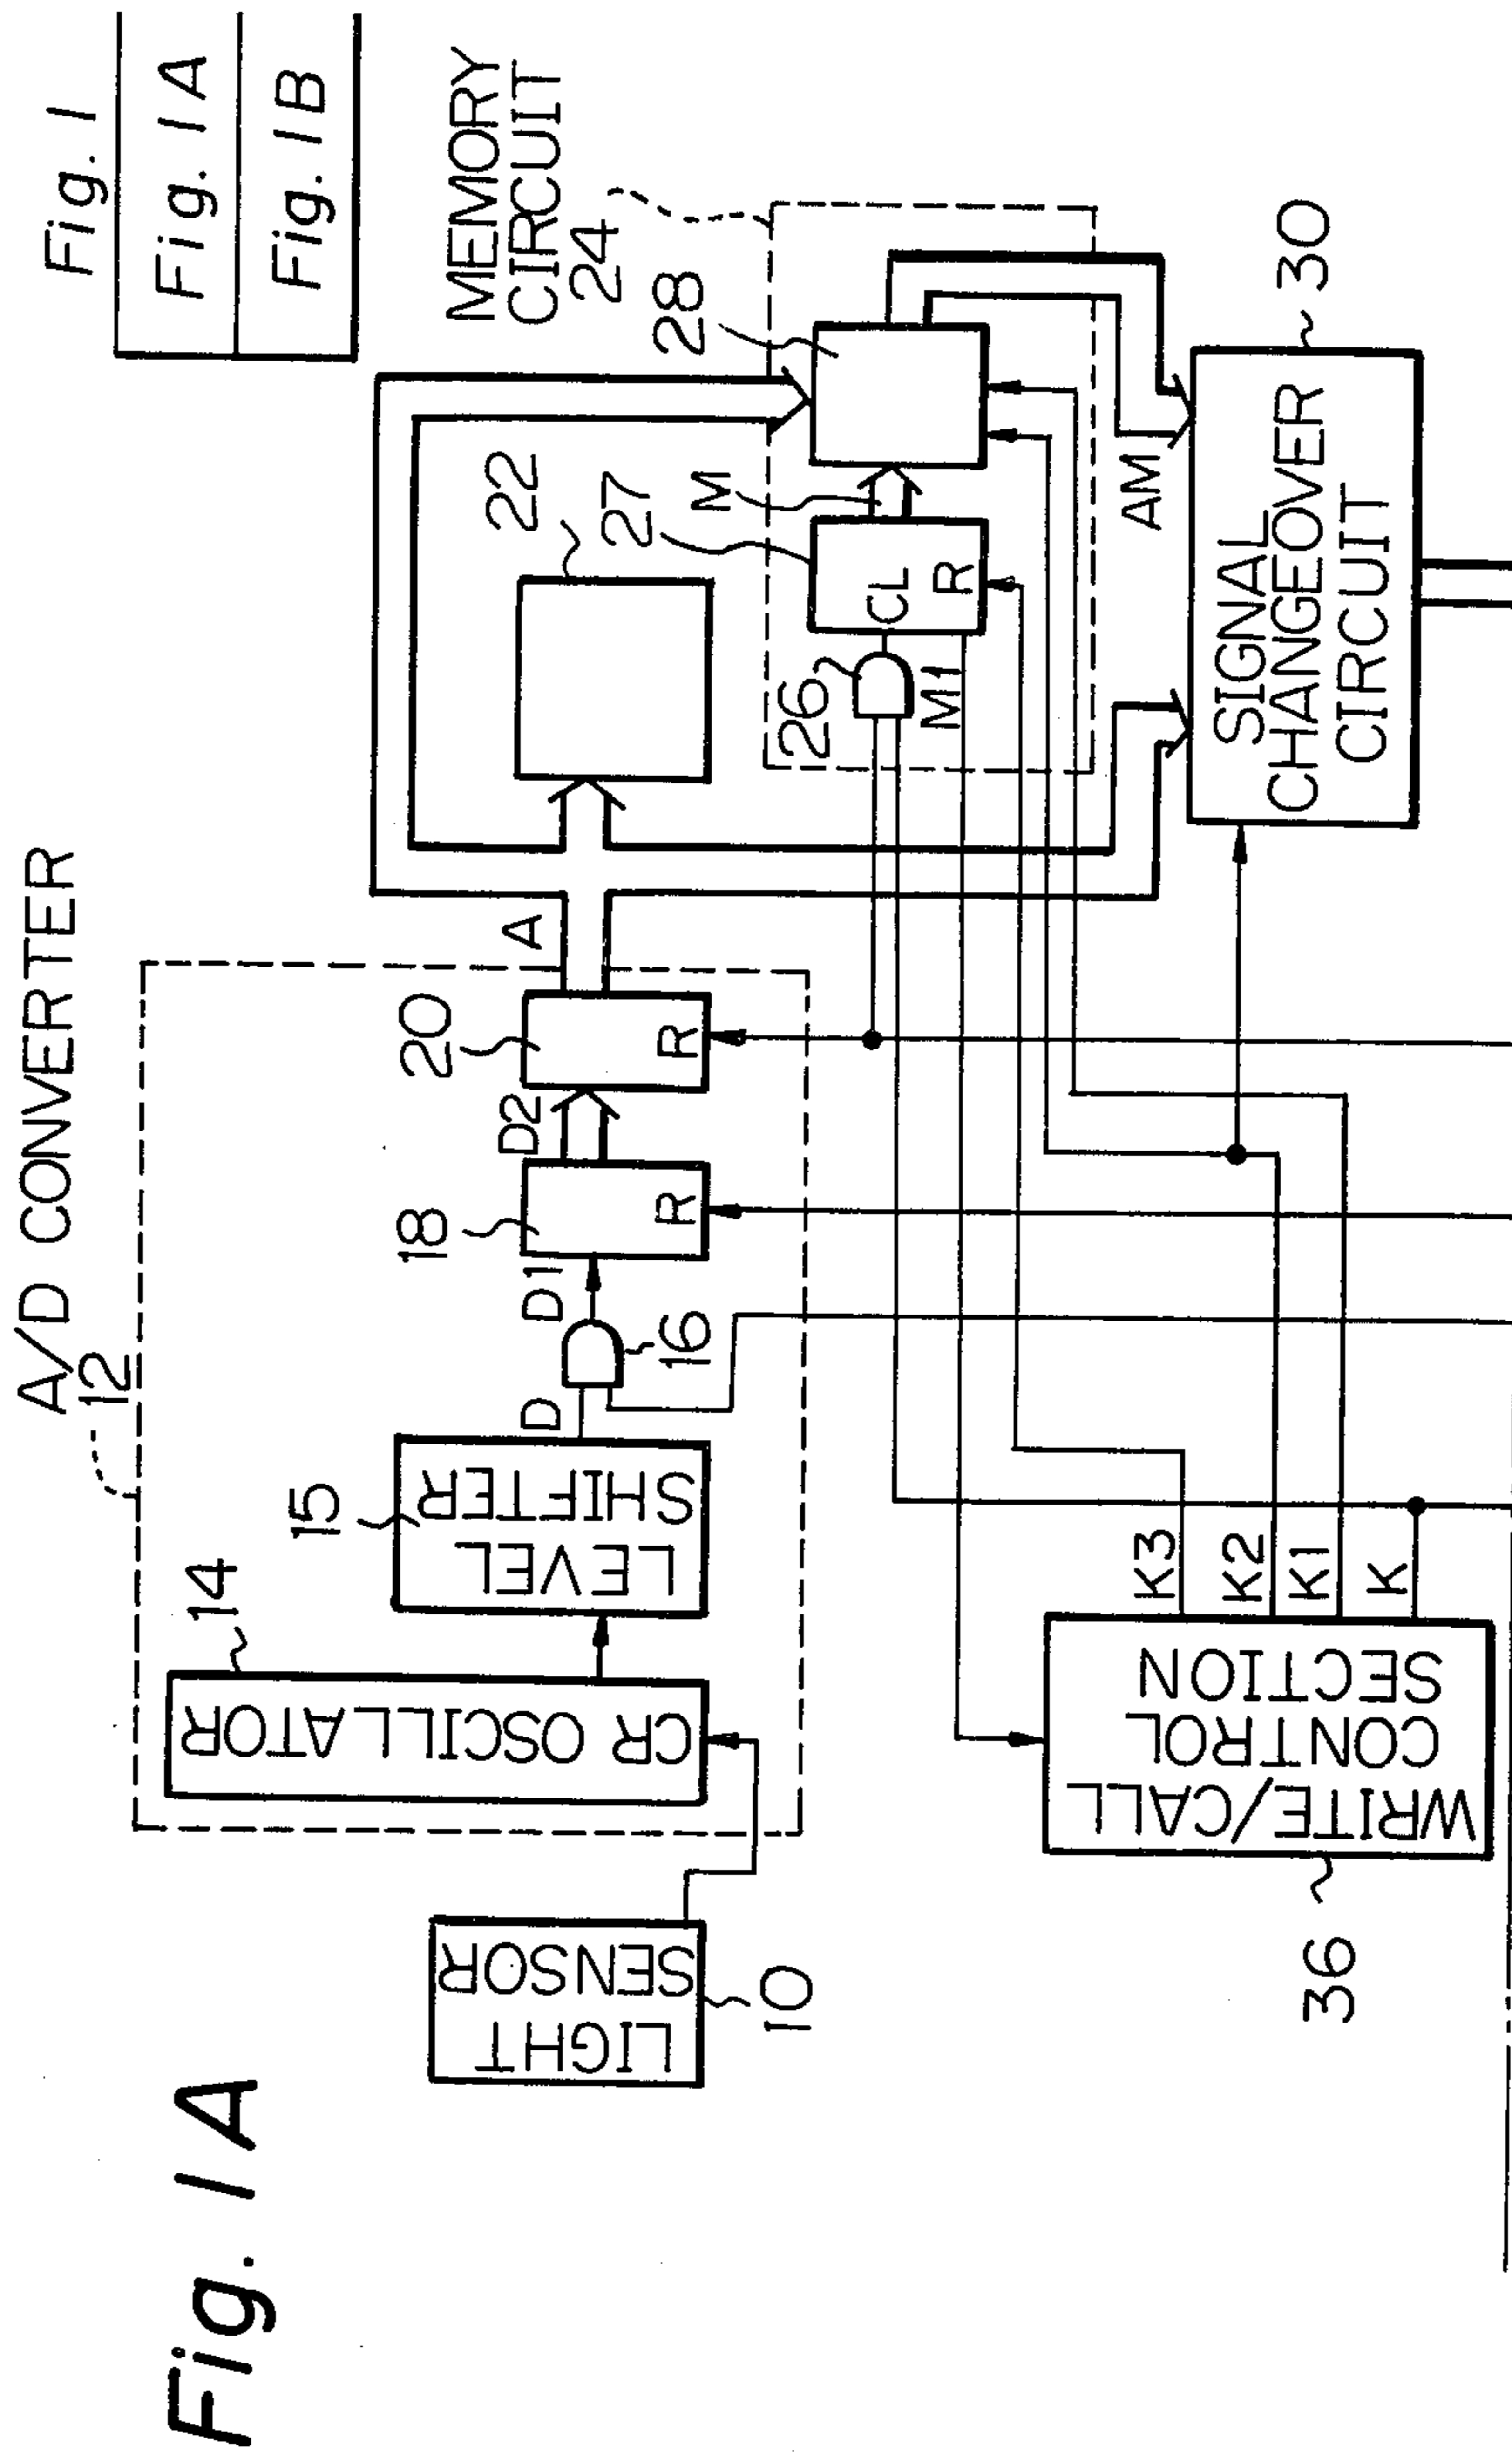 Fig. 1A
Fig. 1
Fig. 1A
Fig. 1B
A/D CONVERTER
12
14
CR OSCILLATOR
15
LEVEL
SHIFTER
D
16
D1
18
R
D2
20
R
A
22
MEMORY
CIRCUIT
24
28
27
M
CL
R
26
M1
LIGHT
SENSOR
10
AM
30
SIGNAL
CHANGEOVER
CIRCUIT
36
WRITE/CALL
CONTROL
SECTION
K3
K2
K1
K